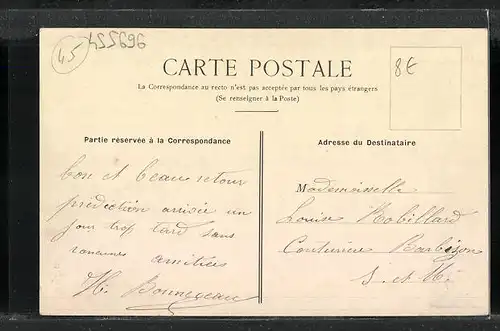 45
455696
CARTE POSTALE
La Correspondance au recto n'est pas acceptée par tous les pays étrangers
(Se renseigner à la Poste)
8€
Partie réservée à la Correspondance
bon et beau retour
prédiction arrivée un
jour trop tard sans
rancunes amitiés
H. Bonnegeau
Adresse du Destinataire
Mademoiselle
Louise Robillard
Couturière Barbizon
S. et M.